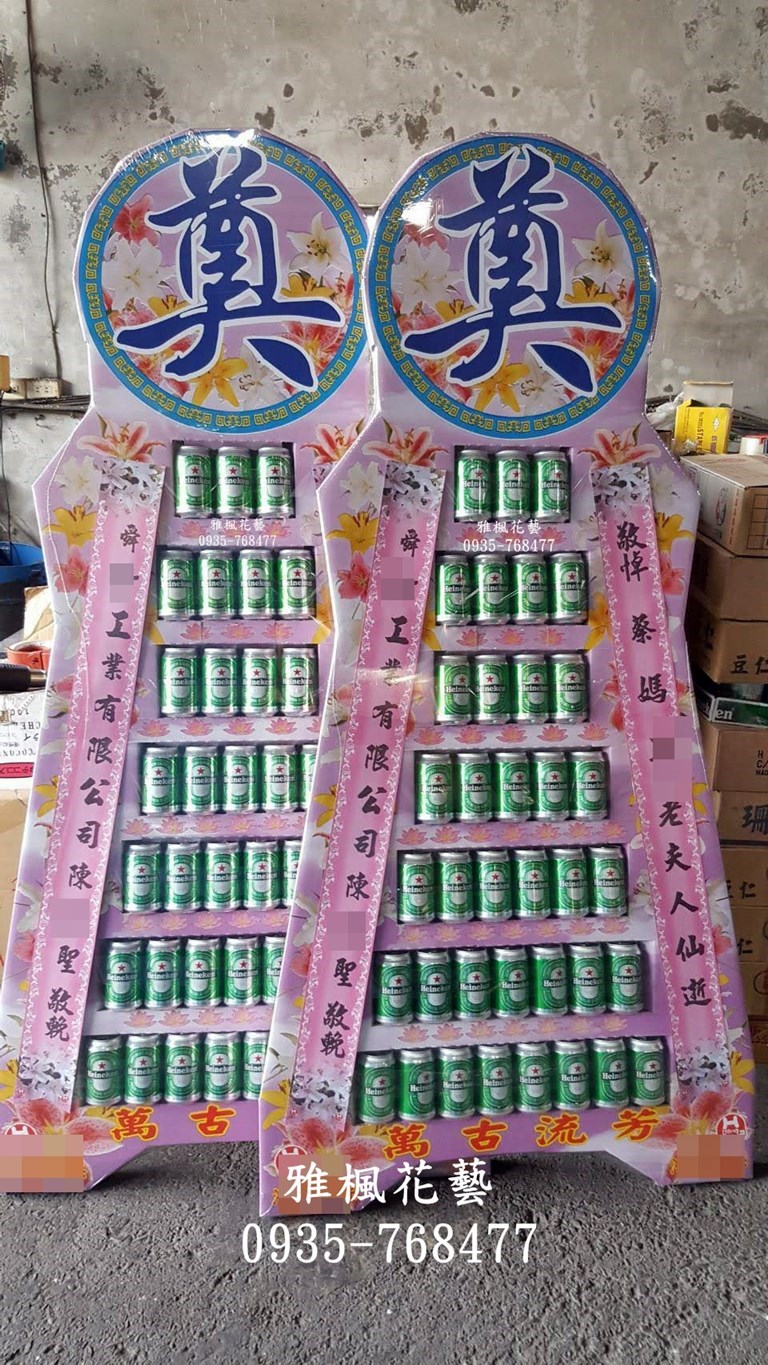 奠
奠
雅楓花藝
0935-768477
雅楓花藝
0935-768477
舜 工業有限公司陳 聖敬輓
舜 工業有限公司陳 聖敬輓
敬悼 蔡媽 老夫人仙逝
萬古
萬古流芳
雅楓花藝
0935-768477